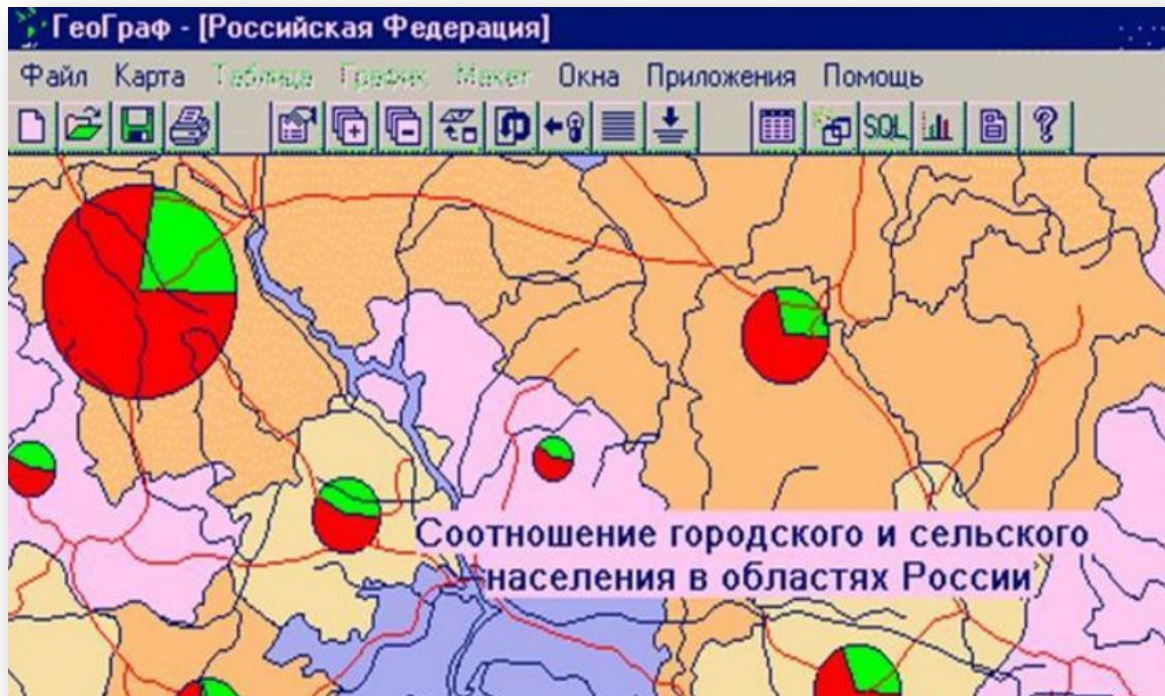 ГеоГраф - [Российская Федерация]
Файл Карта Таблица График Макет Окна Приложения Помощь
SQL
Соотношение городского и сельского
населения в областях России